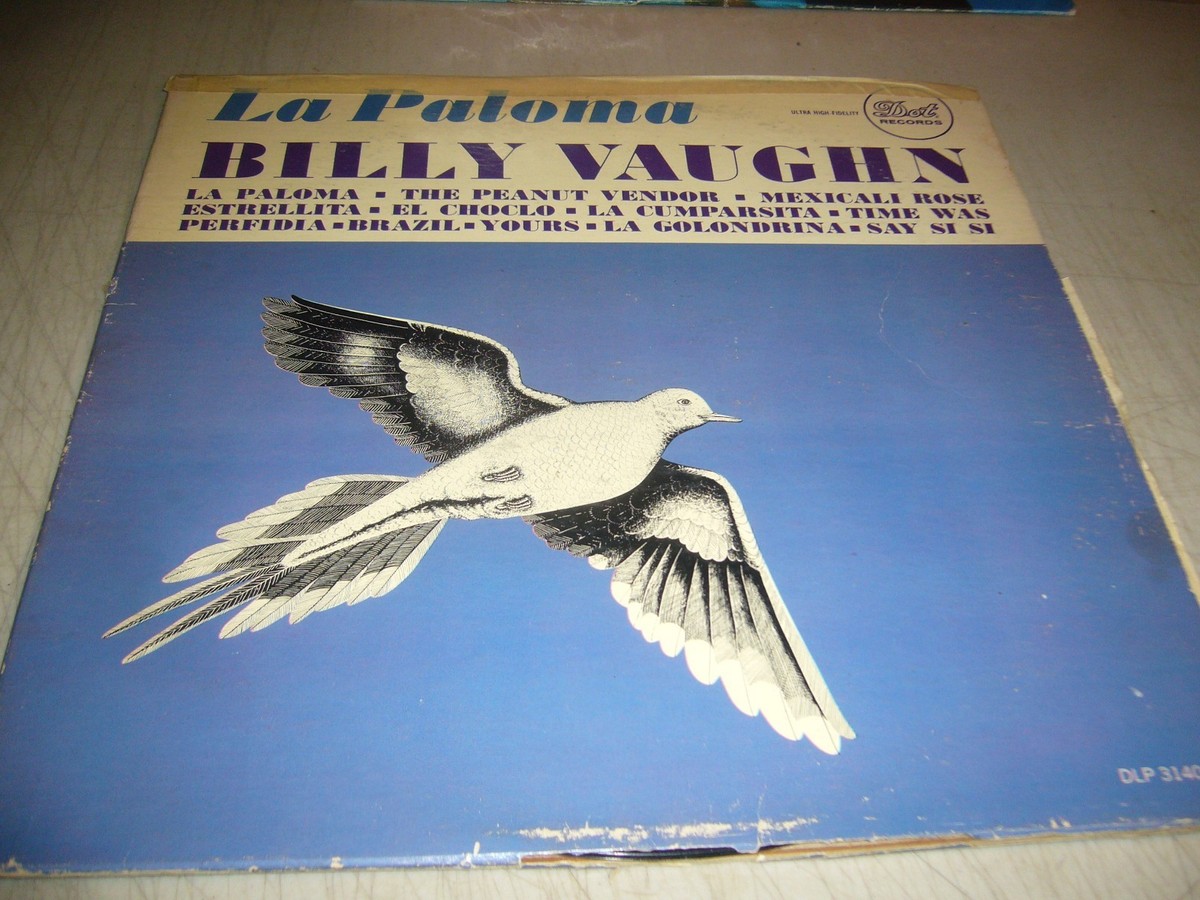 La Paloma
ULTRA HIGH FIDELITY
Dot
RECORDS
BILLY VAUGHN
LA PALOMA ▪ THE PEANUT VENDOR ▪ MEXICALI ROSE
ESTRELLITA ▪ EL CHOCLO ▪ LA CUMPARSITA ▪ TIME WAS
PERFIDIA ▪ BRAZIL ▪ YOURS ▪ LA GOLONDRINA ▪ SAY SI SI
DLP 3140